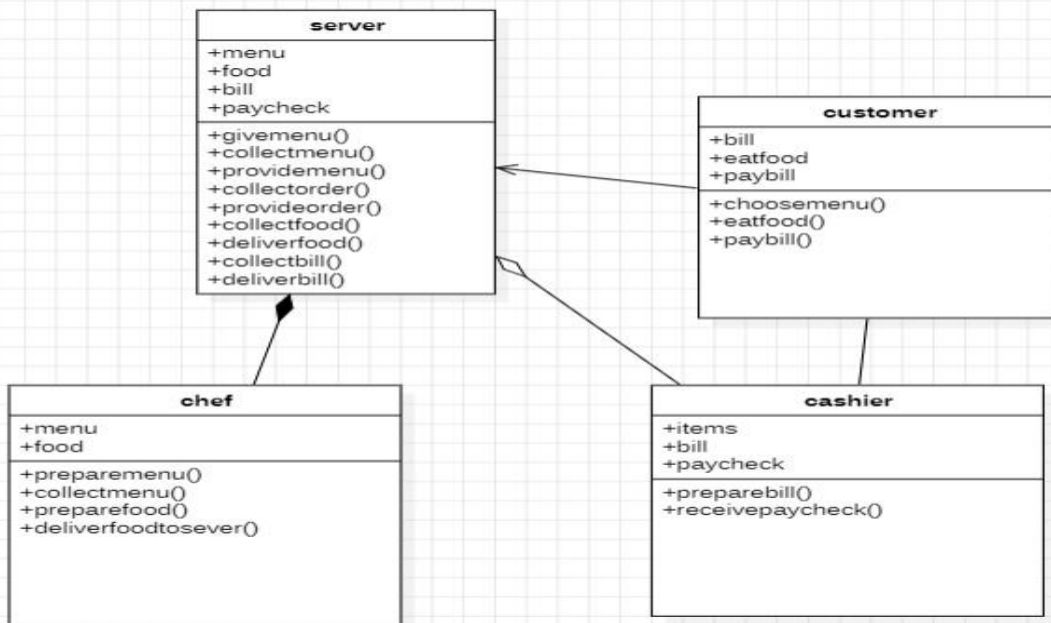 server
+menu
+food
+bill
+paycheck
+givemenu()
+collectmenu()
+providemenu()
+collectorder()
+provideorder()
+collectfood()
+deliverfood()
+collectbill()
+deliverbill()
customer
+bill
+eatfood
+paybill
+choosemenu()
+eatfood()
+paybill()
chef
+menu
+food
+preparemenu()
+collectmenu()
+preparefood()
+deliverfoodtosever()
cashier
+items
+bill
+paycheck
+preparebill()
+receivepaycheck()